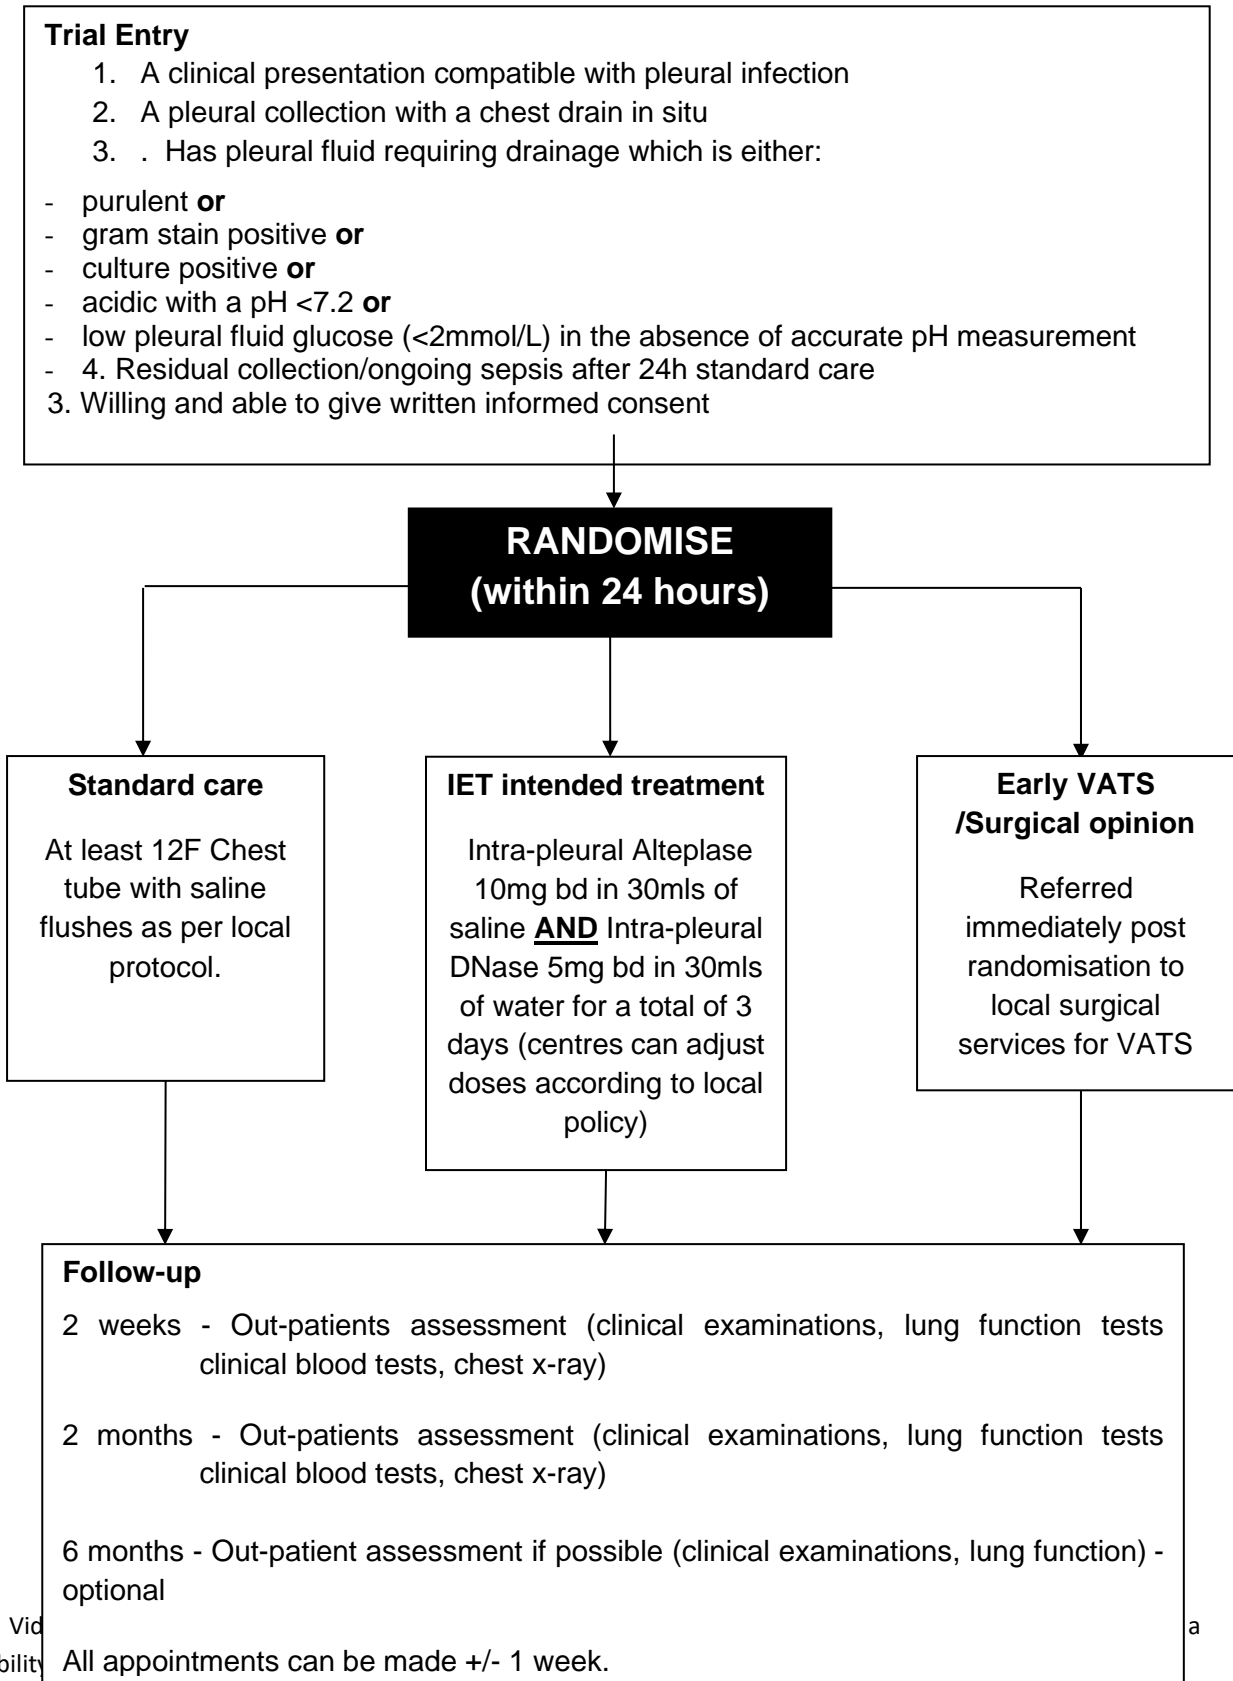 Trial Entry
1. A clinical presentation compatible with pleural infection
2. A pleural collection with a chest drain in situ
3. . Has pleural fluid requiring drainage which is either:
- purulent or
- gram stain positive or
- culture positive or
- acidic with a pH <7.2 or
- low pleural fluid glucose (<2mmol/L) in the absence of accurate pH measurement
- 4. Residual collection/ongoing sepsis after 24h standard care
3. Willing and able to give written informed consent
RANDOMISE
(within 24 hours)
Standard care
At least 12F Chest
tube with saline
flushes as per local
protocol.
IET intended treatment
Intra-pleural Alteplase
10mg bd in 30mls of
saline AND Intra-pleural
DNase 5mg bd in 30mls
of water for a total of 3
days (centres can adjust
doses according to local
policy)
Early VATS
/Surgical opinion
Referred
immediately post
randomisation to
local surgical
services for VATS
Follow-up
2 weeks - Out-patients assessment (clinical examinations, lung function tests
clinical blood tests, chest x-ray)
2 months - Out-patients assessment (clinical examinations, lung function tests
clinical blood tests, chest x-ray)
6 months - Out-patient assessment if possible (clinical examinations, lung function) -
optional
All appointments can be made +/- 1 week.
Vid
a
bility